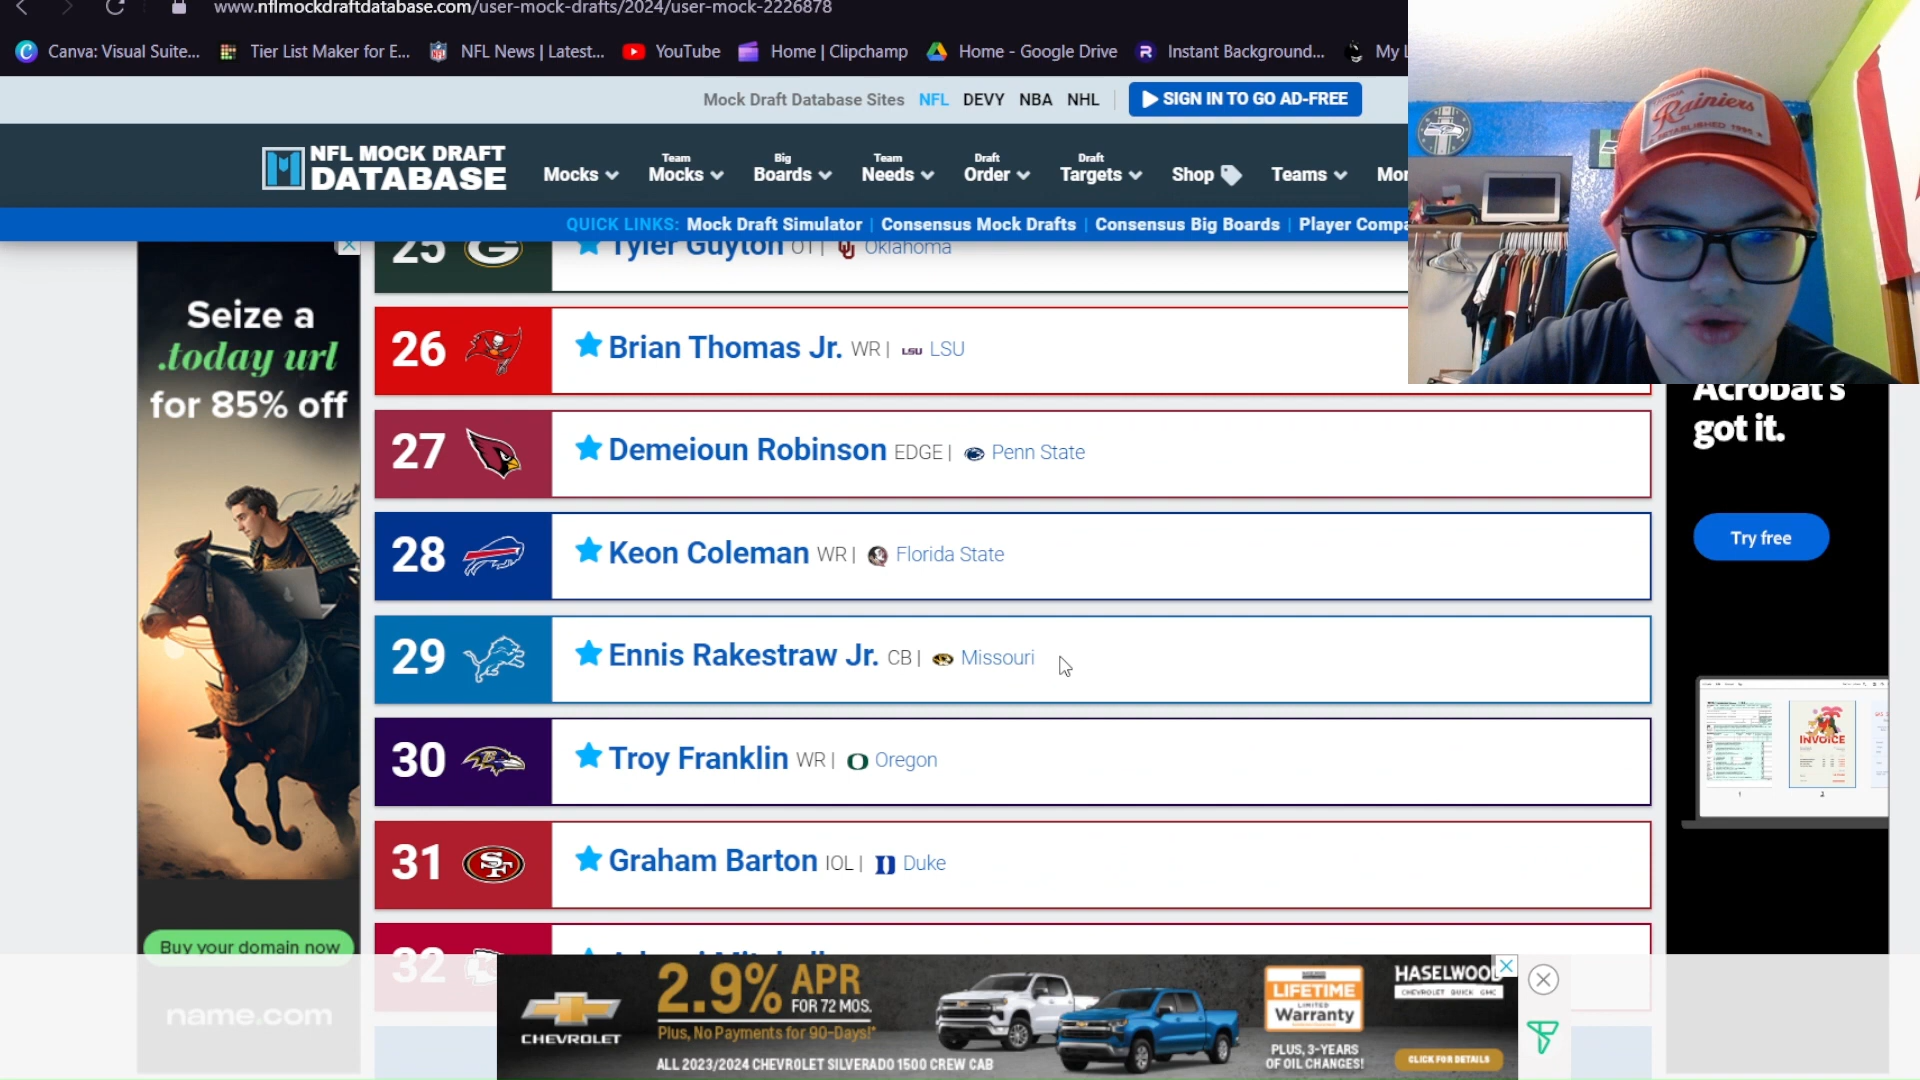 www.nflmockdraftdatabase.com/user-mock-drafts/2024/user-mock-2226878
Canva: Visual Suite... Tier List Maker for E... NFL News | Latest... YouTube Home | Clipchamp Home - Google Drive Instant Background... My
Mock Draft Database Sites NFL DEVY NBA NHL SIGN IN TO GO AD-FREE
NFL MOCK DRAFT
DATABASE
Mocks
Team
Mocks
Big
Boards
Team
Needs
Draft
Order
Draft
Targets
Shop
Teams
QUICK LINKS: Mock Draft Simulator | Consensus Mock Drafts | Consensus Big Boards | Player
25 Tyler Guyton OT | Oklahoma
26 Brian Thomas Jr. WR | LSU LSU
27 Demeioun Robinson EDGE | Penn State
28 Keon Coleman WR | Florida State
29 Ennis Rakestraw Jr. CB | Missouri
30 Troy Franklin WR | Oregon
31 SF Graham Barton IOL | Duke
32
Seize a
.today url
for 85% off
Buy your domain now
name.com
Rainiers
ESTABLISHED
Acrobat's
got it.
Try free
INVOICE
CHEVROLET
2.9% APR
FOR 72 MOS.
Plus, No Payments for 90-Days!*
ALL 2023/2024 CHEVROLET SILVERADO 1500 CREW CAB
LIFETIME
LIMITED
Warranty
PLUS, 3-YEARS
OF OIL CHANGES!
HASELWOOD
CHEVROLET BUICK GMC
CLICK FOR DETAILS